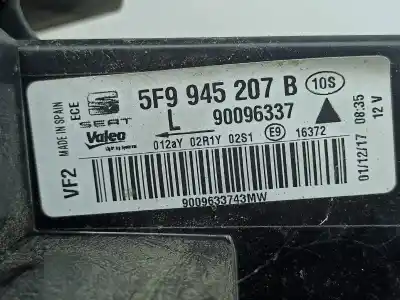 MADE IN SPAIN
ECE
VF2
SEAT
Valeo
5F9 945 207 B
10S
L
90096337
012aY 02R1Y 02S1 E9 16372
9009633743MW
01/12/17 08:35
12 V